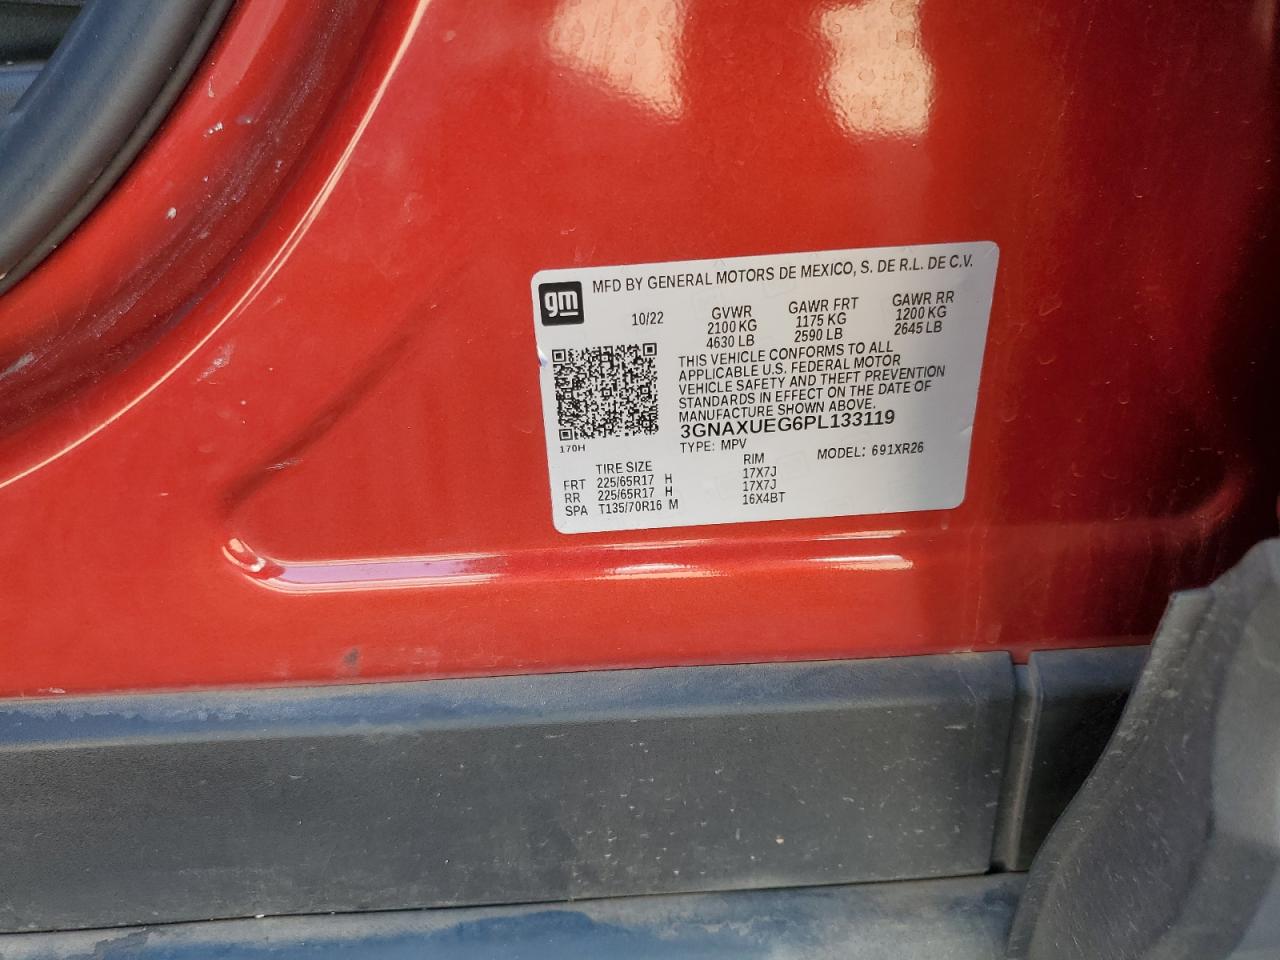 MFD BY GENERAL MOTORS DE MEXICO, S. DE R.L. DE C.V.
gm
10/22
GVWR GAWR FRT GAWR RR
2100 KG 1175 KG 1200 KG
4630 LB 2590 LB 2645 LB
THIS VEHICLE CONFORMS TO ALL
APPLICABLE U.S. FEDERAL MOTOR
VEHICLE SAFETY AND THEFT PREVENTION
STANDARDS IN EFFECT ON THE DATE OF
MANUFACTURE SHOWN ABOVE.
3GNAXUEG6PL133119
170H
TYPE: MPV MODEL: 691XR26
TIRE SIZE RIM
FRT 225/65R17 H 17X7J
RR 225/65R17 H 17X7J
SPA T135/70R16 M 16X4BT